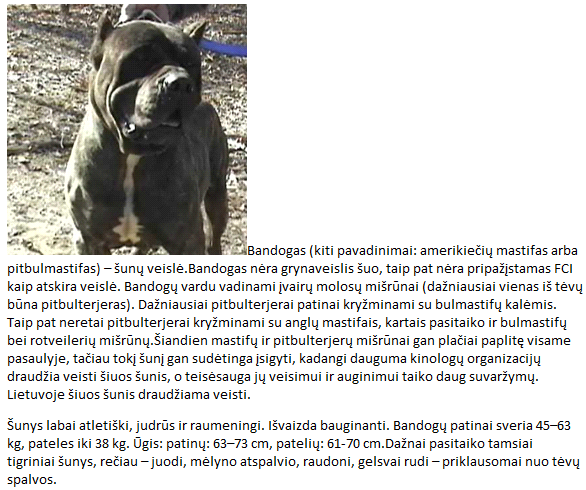 Bandogas (kiti pavadinimai: amerikiečių mastifas arba
pitbulmastifas) – šunų veislė.Bandogas nėra grynaveislis šuo, taip pat nėra pripažįstamas FCI
kaip atskira veislė. Bandogų vardu vadinami įvairų molosų mišrūnai (dažniausiai vienas iš tėvų
būna pitbulterjeras). Dažniausiai pitbulterjerai patinai kryžminami su bulmastifų kalėmis.
Taip pat neretai pitbulterjerai kryžminami su anglų mastifais, kartais pasitaiko ir bulmastifų
bei rotveilerių mišrūnų.Šiandien mastifų ir pitbulterjerų mišrūnai gan plačiai paplitę visame
pasaulyje, tačiau tokį šunį gan sudėtinga įsigyti, kadangi dauguma kinologų organizacijų
draudžia veisti šiuos šunis, o teisėsauga jų veisimui ir auginimui taiko daug suvaržymų.
Lietuvoje šiuos šunis draudžiama veisti.
Šunys labai atletiški, judrūs ir raumeningi. Išvaizda bauginanti. Bandogų patinai sveria 45–63
kg, pateles iki 38 kg. Ūgis: patinų: 63–73 cm, patelių: 61-70 cm.Dažnai pasitaiko tamsiai
tigriniai šunys, rečiau – juodi, mėlyno atspalvio, raudoni, gelsvai rudi – priklausomai nuo tėvų
spalvos.